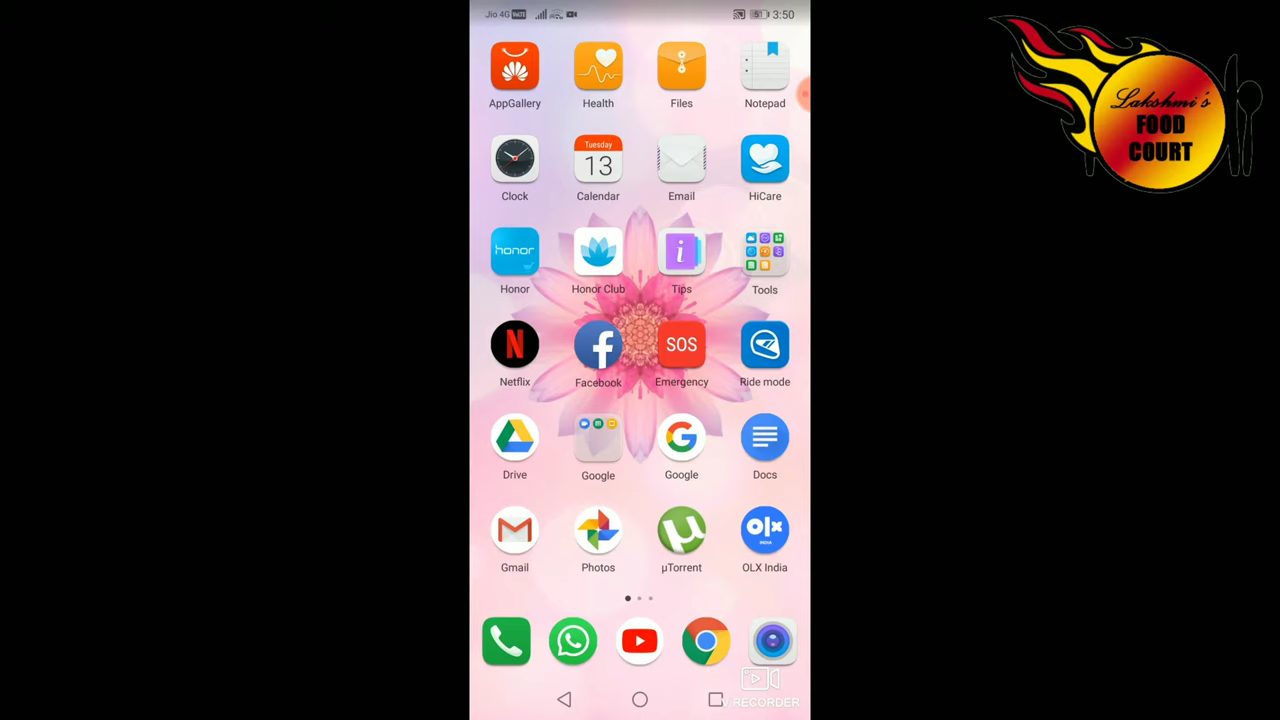 Jio 4G VoLTE
3:50
Lakshmi's
FOOD
COURT
AppGallery
Health
Files
Notepad
Tuesday
13
Clock
Calendar
Email
HiCare
honor
i
Honor
Honor Club
Tips
Tools
N
f
SOS
Netflix
Facebook
Emergency
Ride mode
G
Drive
Google
Google
Docs
µ
olx
INDIA
Gmail
Photos
µTorrent
OLX India
V.RECORDER